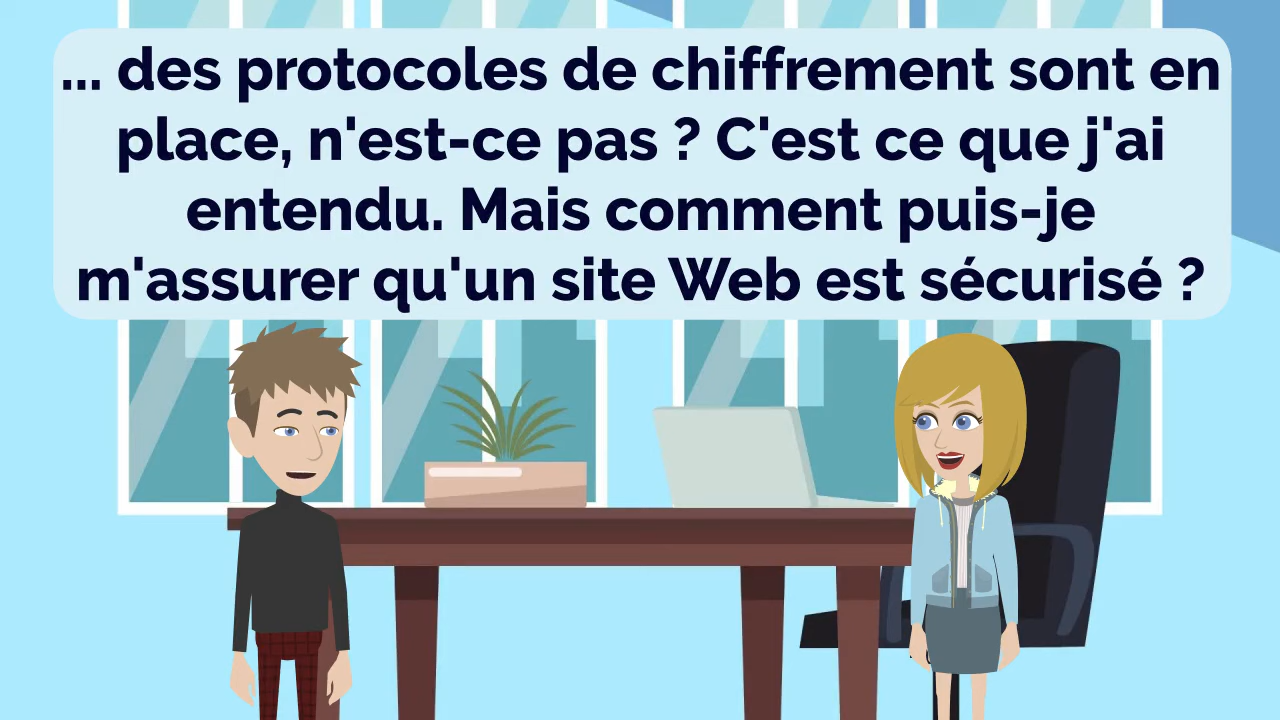 ... des protocoles de chiffrement sont en
place, n'est-ce pas ? C'est ce que j'ai
entendu. Mais comment puis-je
m'assurer qu'un site Web est sécurisé ?